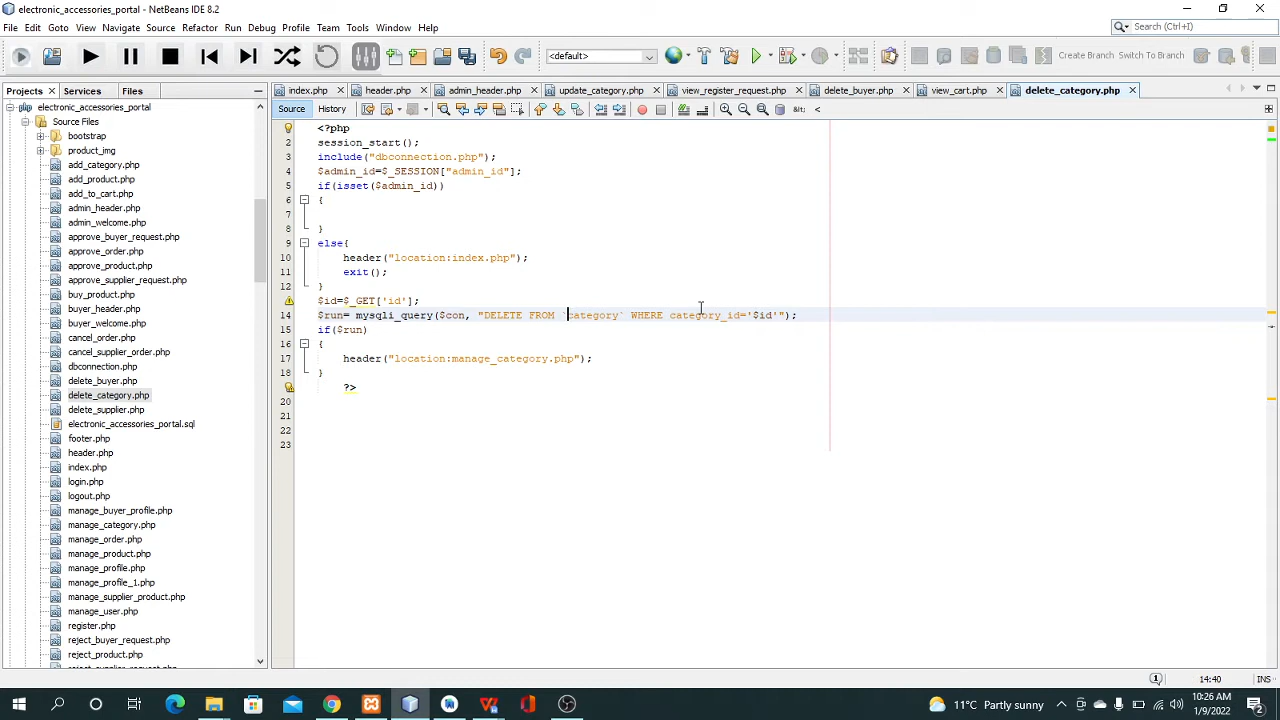 electronic_accessories_portal - NetBeans IDE 8.2
File Edit Goto View Navigate Source Refactor Run Debug Profile Team Tools Window Help
Search (Ctrl+I)
<default>
Create Branch Switch To Branch
Projects Services Files
index.php header.php admin_header.php update_category.php view_register_request.php delete_buyer.php view_cart.php delete_category.php
Source History
electronic_accessories_portal
Source Files
bootstrap
product_img
add_category.php
add_product.php
add_to_cart.php
admin_header.php
admin_welcome.php
approve_buyer_request.php
approve_order.php
approve_product.php
approve_supplier_request.php
buy_product.php
buyer_header.php
buyer_welcome.php
cancel_order.php
cancel_supplier_order.php
dbconnection.php
delete_buyer.php
delete_category.php
delete_supplier.php
electronic_accessories_portal.sql
footer.php
header.php
index.php
login.php
logout.php
manage_buyer_profile.php
manage_category.php
manage_order.php
manage_product.php
manage_profile.php
manage_profile_1.php
manage_supplier_product.php
manage_user.php
register.php
reject_buyer_request.php
reject_product.php
reject_supplier_request.php
<?php
2 session_start();
3 include("dbconnection.php");
4 $admin_id=$_SESSION["admin_id"];
5 if(isset($admin_id))
6 {
7
8 }
9 else{
10 header("location:index.php");
11 exit();
12 }
$id=$_GET['id'];
14 $run= mysqli_query($con, "DELETE FROM `category` WHERE category_id='$id'");
15 if($run)
16 {
17 header("location:manage_category.php");
18 }
?>
20
21
22
23
14:40 INS
11°C Partly sunny
10:26 AM
1/9/2022